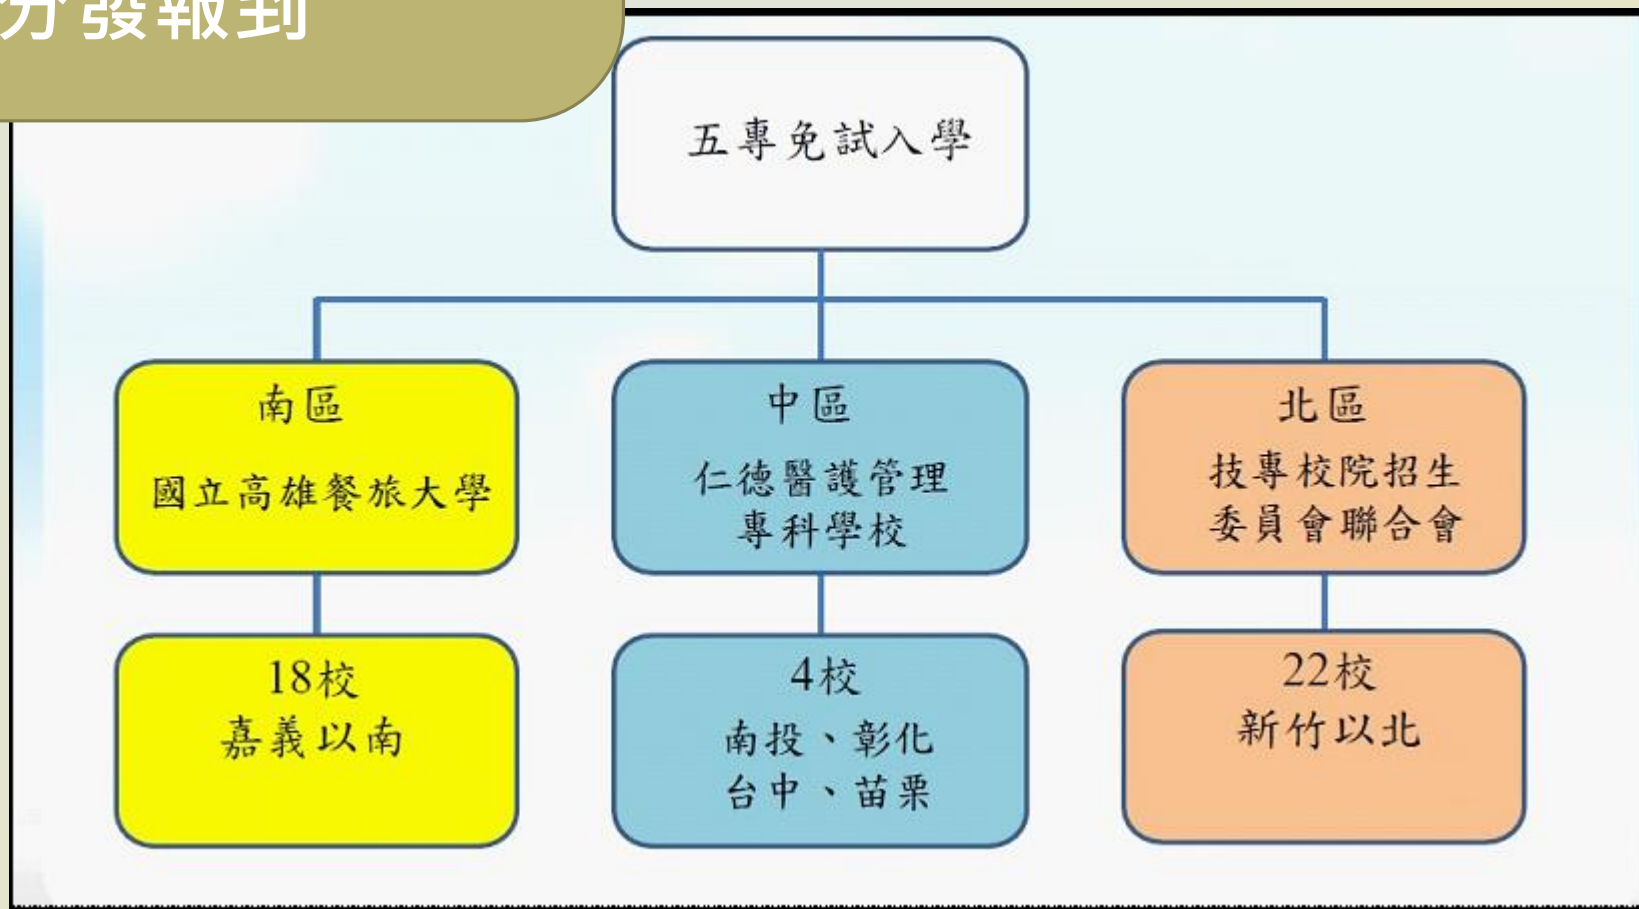 分發報到
五專免試入學
南區
國立高雄餐旅大學
中區
仁德醫護管理
專科學校
北區
技專校院招生
委員會聯合會
18校
嘉義以南
4校
南投、彰化
台中、苗栗
22校
新竹以北